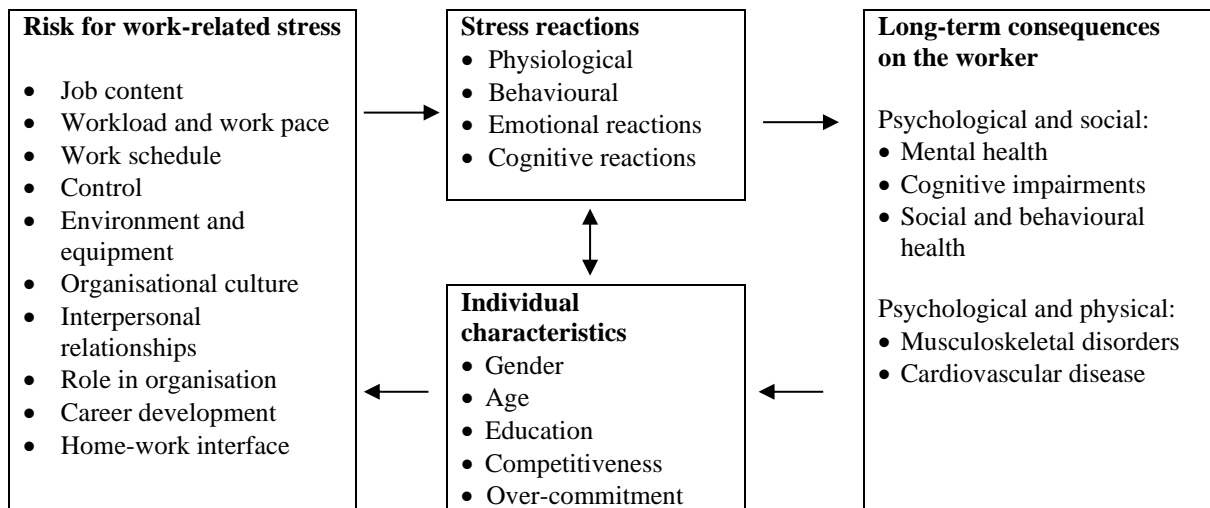 Risk for work-related stress
• Job content
• Workload and work pace
• Work schedule
• Control
• Environment and
equipment
• Organisational culture
• Interpersonal
relationships
• Role in organisation
• Career development
• Home-work interface
Stress reactions
• Physiological
• Behavioural
• Emotional reactions
• Cognitive reactions
Individual
characteristics
• Gender
• Age
• Education
• Competitiveness
• Over-commitment
Long-term consequences
on the worker
Psychological and social:
• Mental health
• Cognitive impairments
• Social and behavioural
health
Psychological and physical:
• Musculoskeletal disorders
• Cardiovascular disease